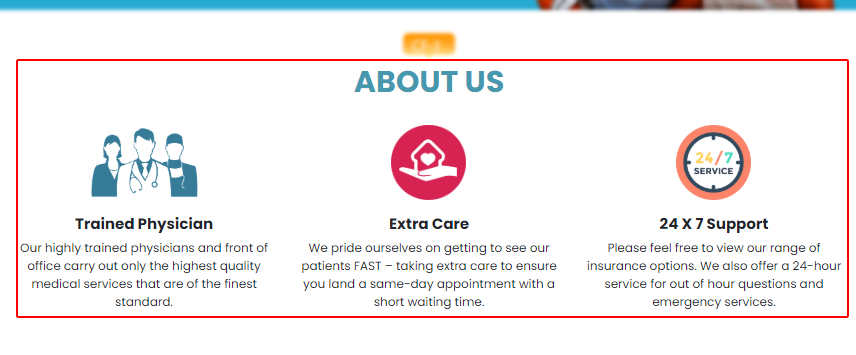 ABOUT US
24/7
SERVICE
Trained Physician
Our highly trained physicians and front of
office carry out only the highest quality
medical services that are of the finest
standard.
Extra Care
We pride ourselves on getting to see our
patients FAST – taking extra care to ensure
you land a same-day appointment with a
short waiting time.
24 X 7 Support
Please feel free to view our range of
insurance options. We also offer a 24-hour
service for out of hour questions and
emergency services.